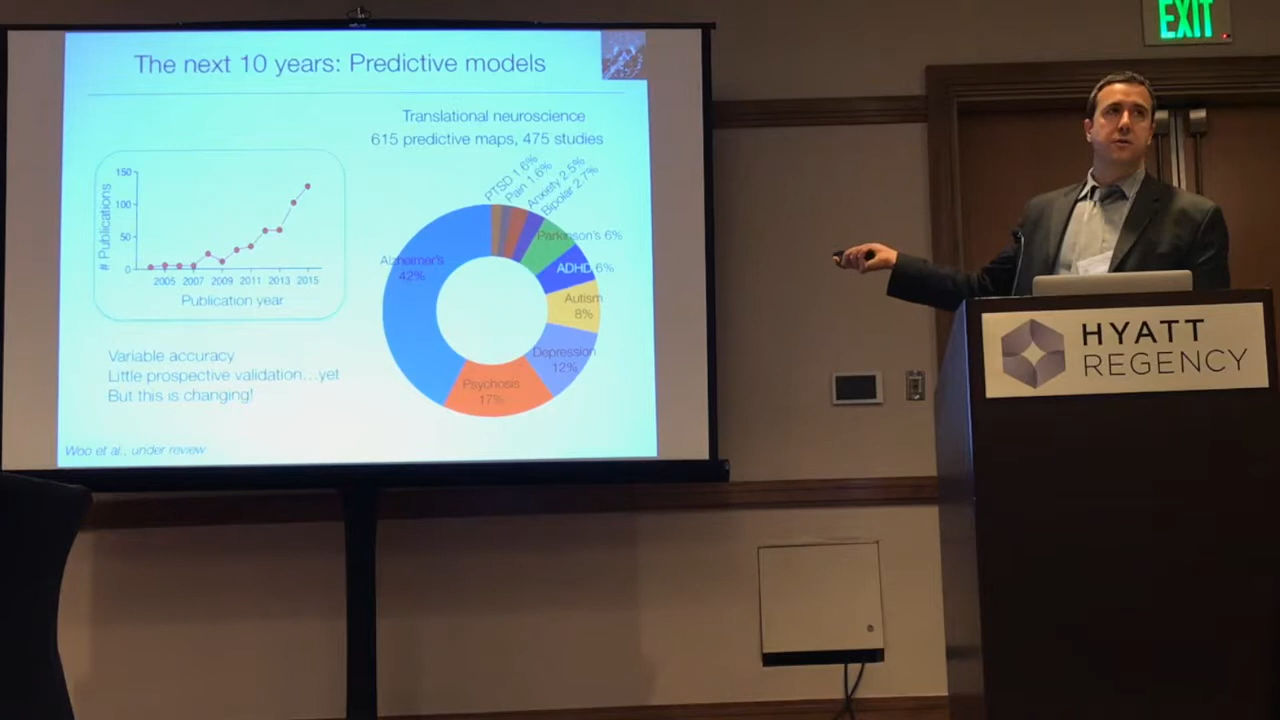 EXIT
The next 10 years: Predictive models
Translational neuroscience
615 predictive maps, 475 studies
# Publications
150
100
50
0
2005 2007 2009 2011 2013 2015
Publication year
PTSD 1.6%
Pain 1.6%
Anxiety 2.5%
Bipolar 2.7%
Parkinson's 6%
ADHD 6%
Autism
8%
Depression
12%
Psychosis
17%
Alzheimer's
42%
Variable accuracy
Little prospective validation...yet
But this is changing!
Woo et al., under review
HYATT
REGENCY